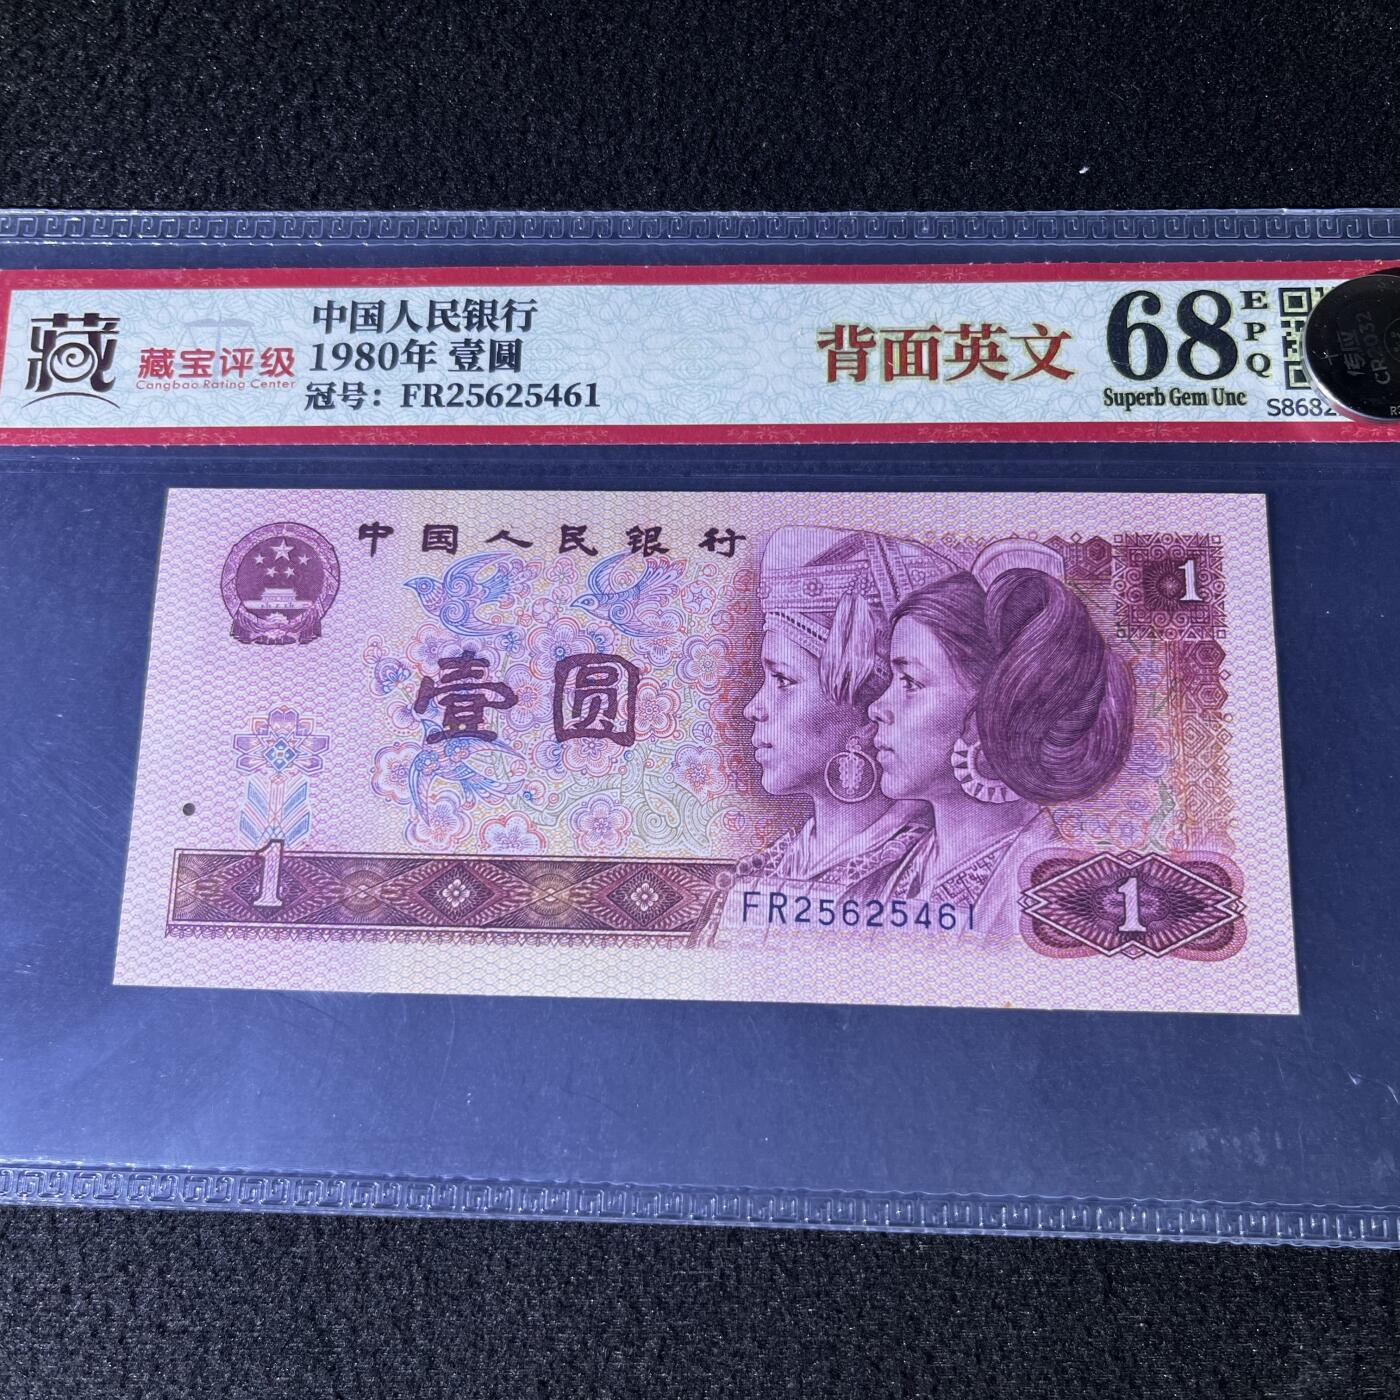 藏
藏宝评级
Cangbao Rating Center
中国人民银行
1980年 壹圆
冠号：FR25625461
背面英文
68
EPQ
Superb Gem Unc
S8682
CR2032
中国人民银行
1
壹圆
1
FR25625461
1